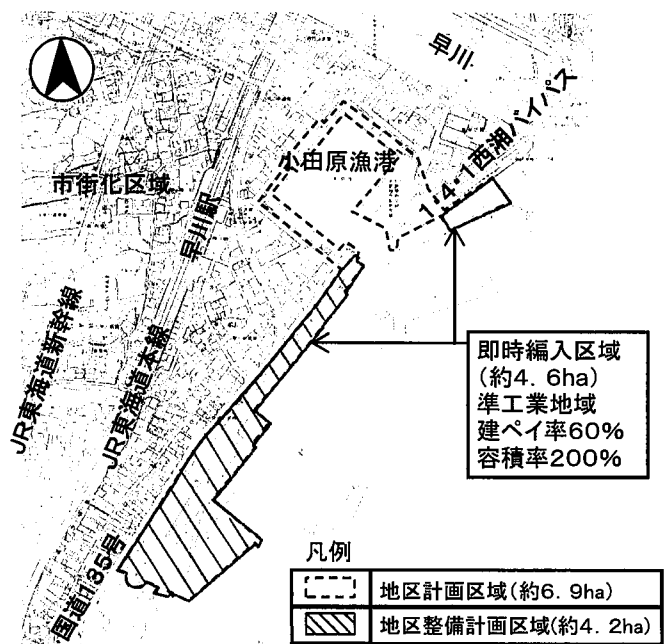 早川
1・4・1西湘バイパス
小田原漁港
市街化区域
早川駅
JR東海道新幹線
JR東海道本線
国道135号
即時編入区域
(約4.6ha)
準工業地域
建ペイ率60%
容積率200%
凡例
地区計画区域(約6.9ha)
地区整備計画区域(約4.2ha)